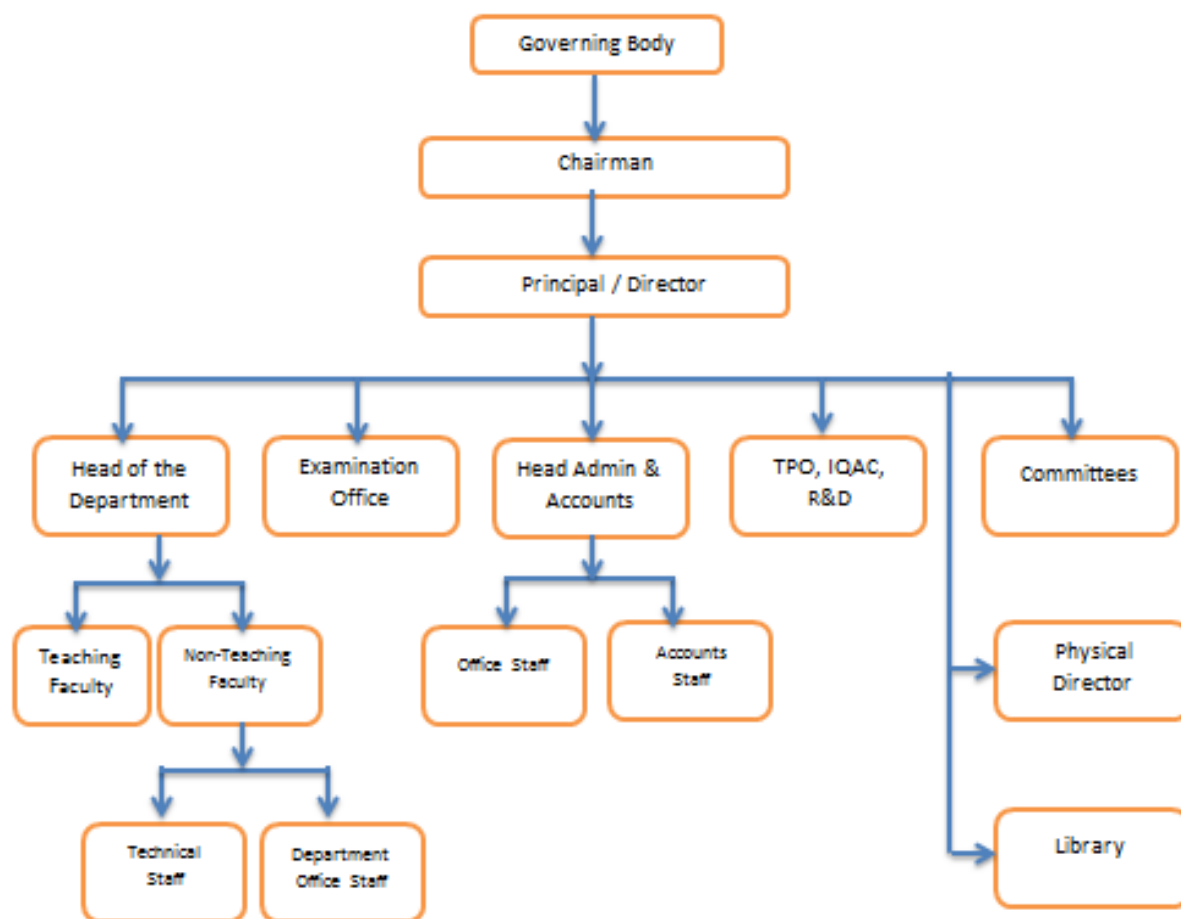 Governing Body
Chairman
Principal / Director
Head of the
Department
Examination
Office
Head Admin &
Accounts
TPO, IQAC,
R&D
Committees
Teaching
Faculty
Non-Teaching
Faculty
Office Staff
Accounts
Staff
Physical
Director
Technical
Staff
Department
Office Staff
Library